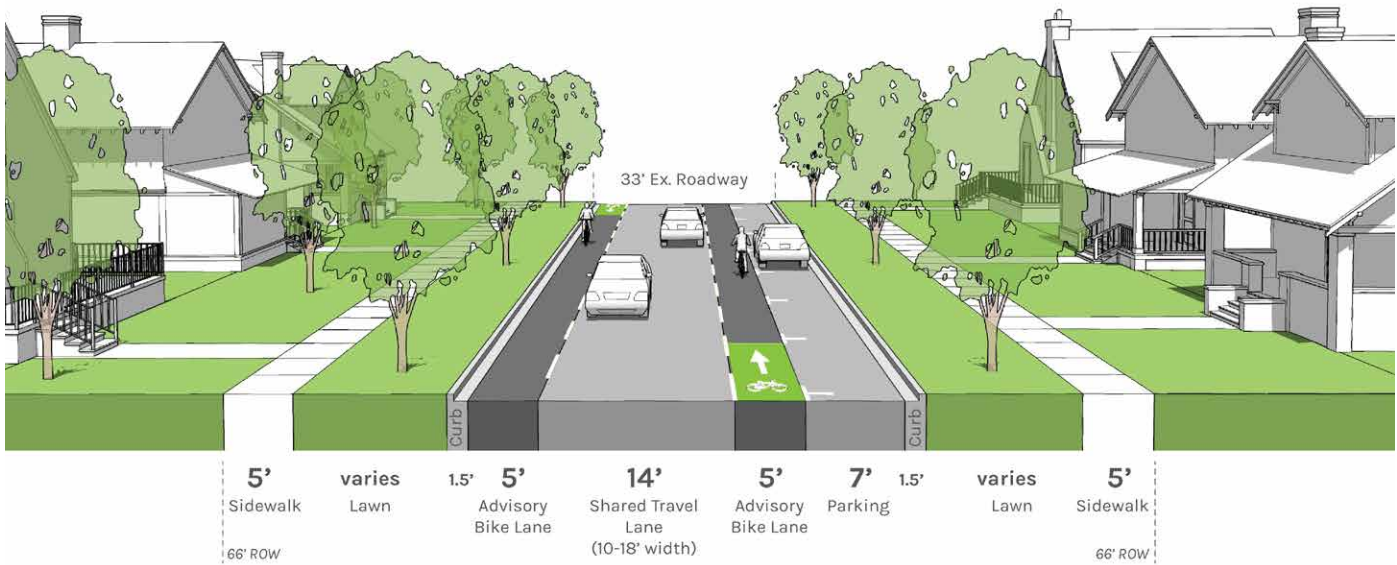 33' Ex. Roadway
Curb
Curb
5'
Sidewalk
varies
Lawn
1.5'
5'
Advisory
Bike Lane
14'
Shared Travel
Lane
(10-18' width)
5'
Advisory
Bike Lane
7'
Parking
1.5'
varies
Lawn
5'
Sidewalk
66' ROW
66' ROW